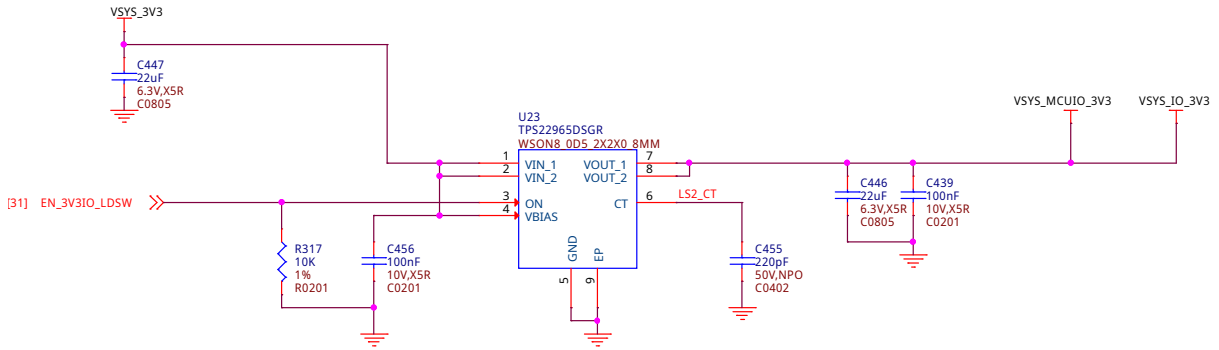 VSYS_3V3
C447
22uF
6.3V,X5R
C0805
VSYS_MCUIO_3V3
VSYS_IO_3V3
U23
TPS22965DSGR
WSON8_0D5_2X2X0_8MM
1
VIN_1
VOUT_1
7
2
VIN_2
VOUT_2
8
[31] EN_3V3IO_LDSW
3
ON
CT
6
LS2_CT
4
VBIAS
C446
22uF
6.3V,X5R
C0805
C439
100nF
10V,X5R
C0201
R317
10K
1%
R0201
C456
100nF
10V,X5R
C0201
GND
EP
5
9
C455
220pF
50V,NPO
C0402